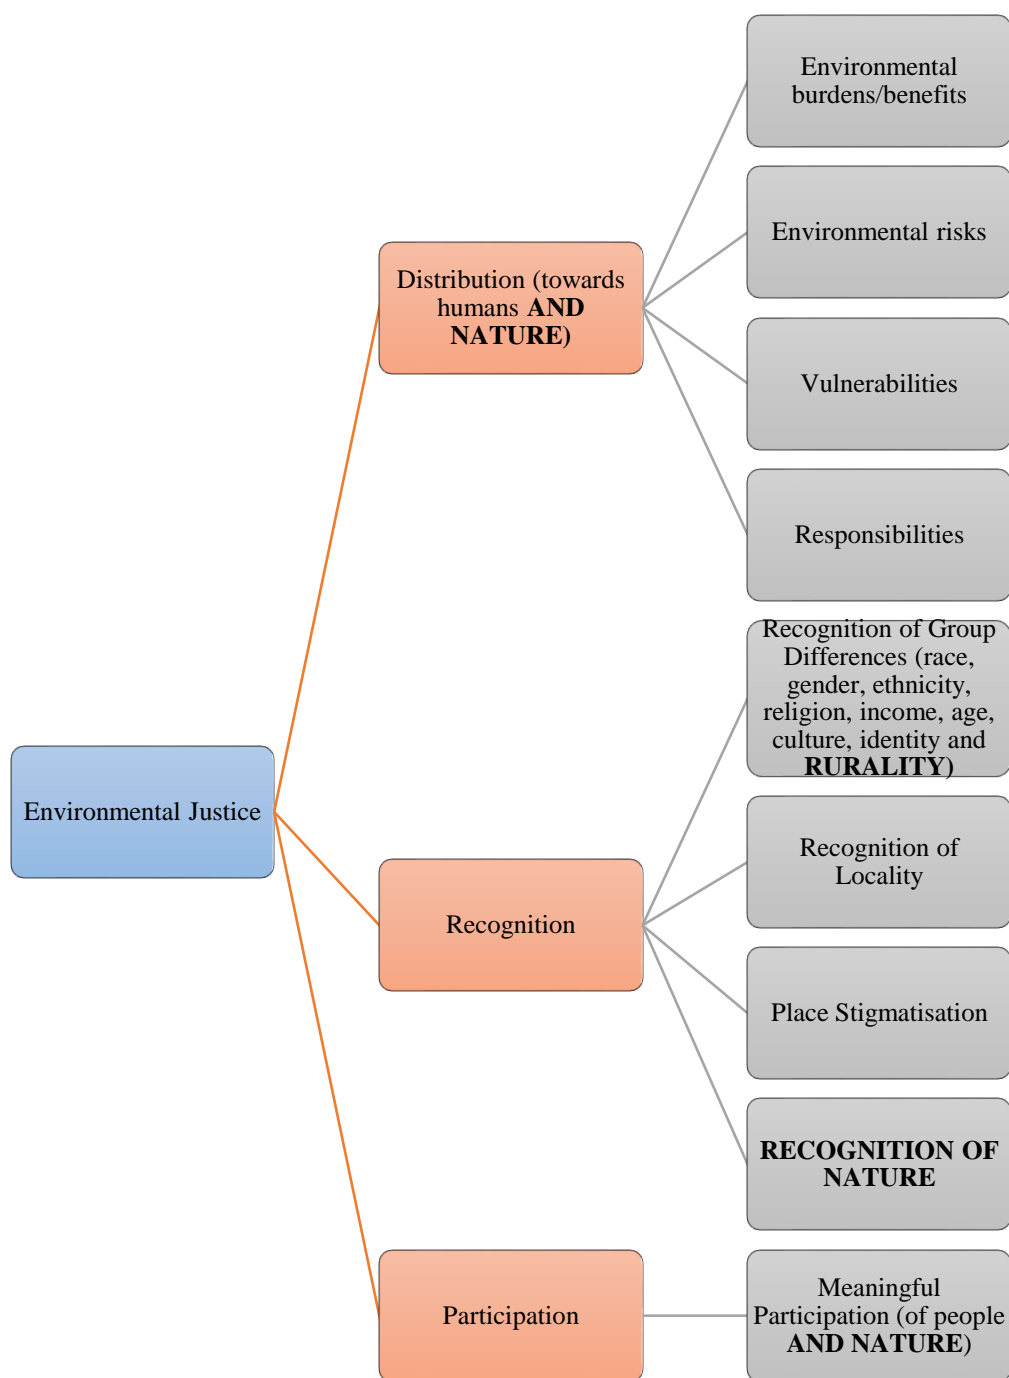 Environmental Justice
Distribution (towards
humans AND
NATURE)
Environmental
burdens/benefits
Environmental risks
Vulnerabilities
Responsibilities
Recognition
Recognition of Group
Differences (race,
gender, ethnicity,
religion, income, age,
culture, identity and
RURALITY)
Recognition of
Locality
Place Stigmatisation
RECOGNITION OF
NATURE
Participation
Meaningful
Participation (of people
AND NATURE)